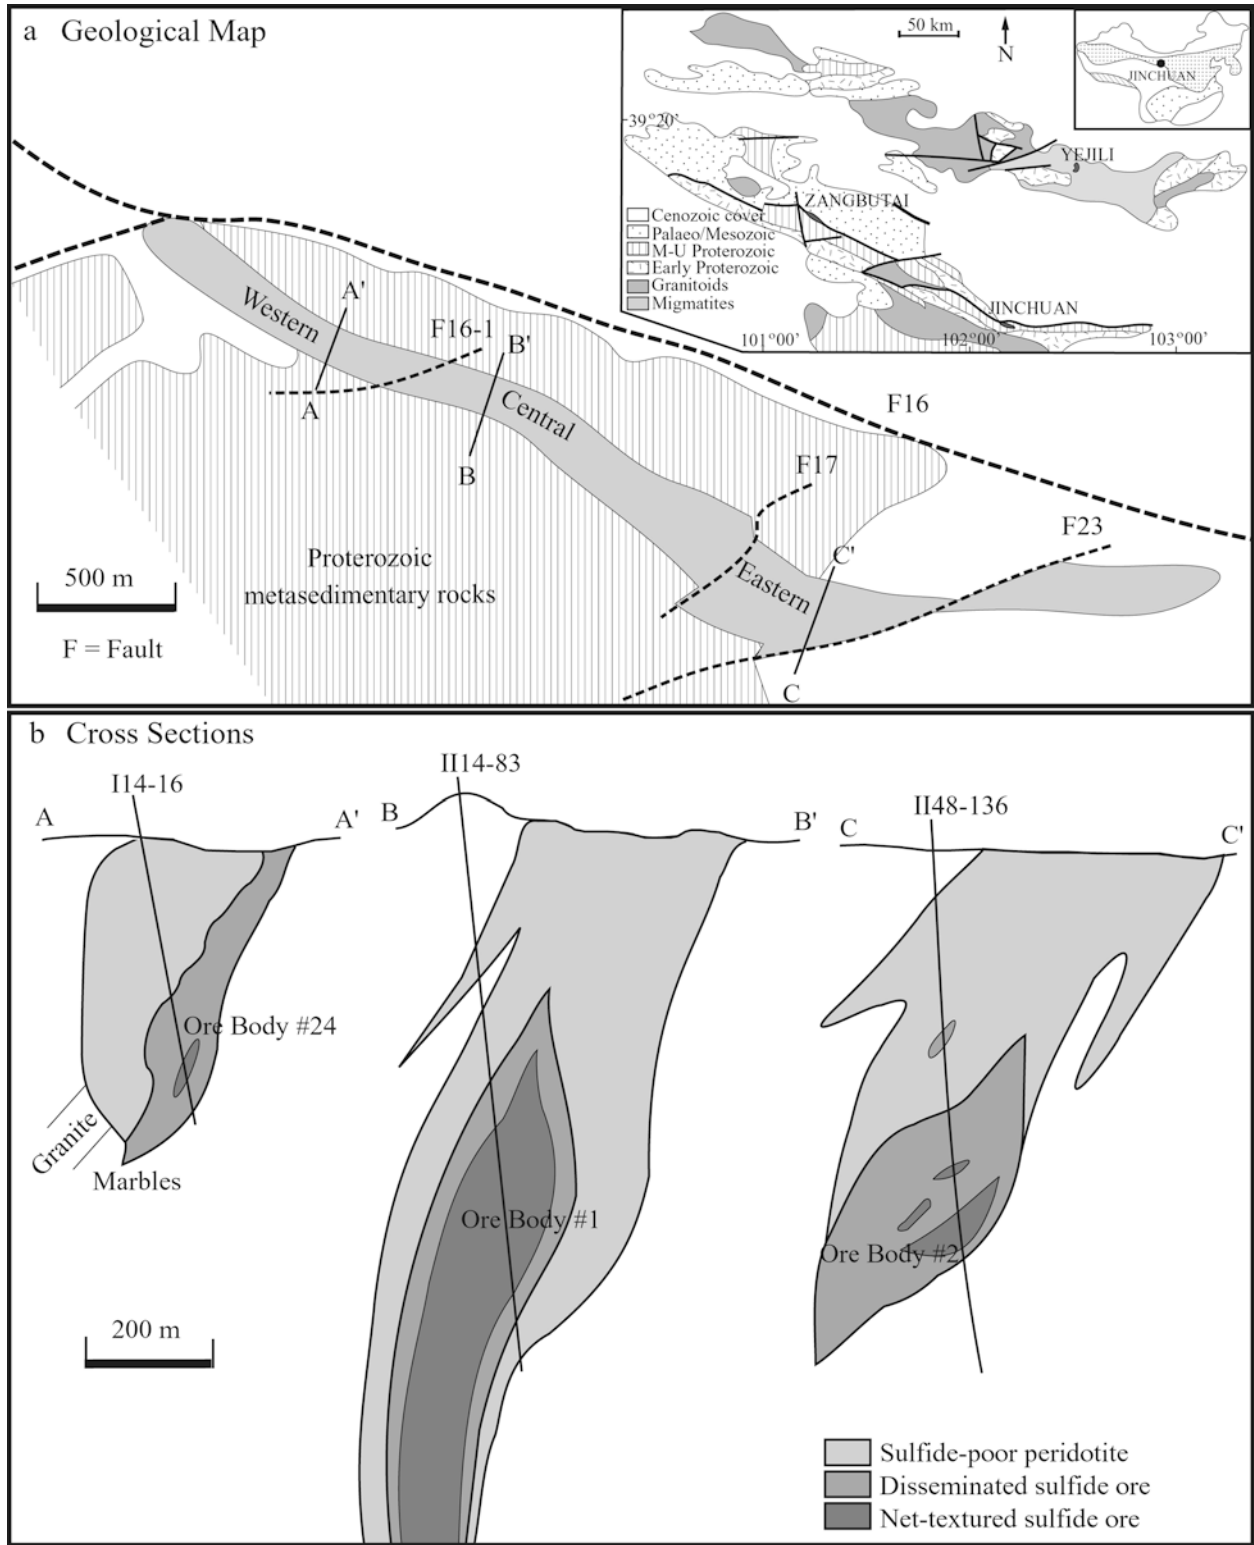 a Geological Map
50 km
N
JINCHUAN
39°20'
YEJILI
ZANGBUTAI
Cenozoic cover
Palaeo/Mesozoic
M-U Proterozoic
Early Proterozoic
Granitoids
Migmatites
JINCHUAN
101°00'
102°00'
103°00'
Western
A'
F16-1
B'
A
Central
B
F16
F17
F23
C'
Eastern
C
Proterozoic
metasedimentary rocks
500 m
F = Fault
b Cross Sections
I14-16
II14-83
II48-136
A
A'
B
B'
C
C'
Ore Body #24
Granite
Marbles
Ore Body #1
Ore Body #2
200 m
Sulfide-poor peridotite
Disseminated sulfide ore
Net-textured sulfide ore